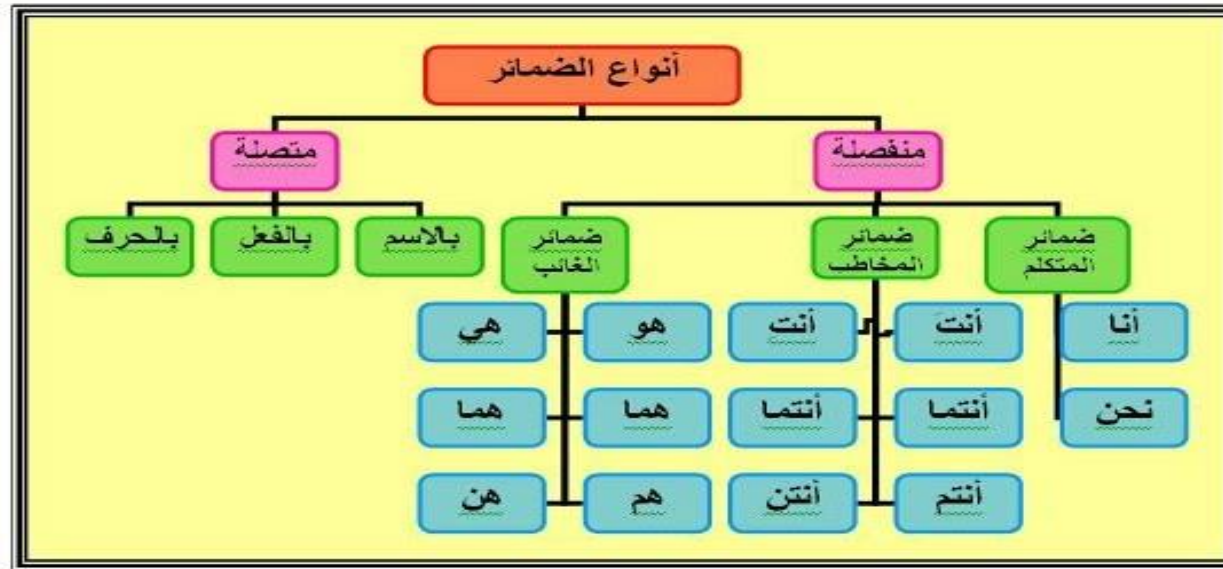 أنواع الضمائر
منفصلة
متصلة
ضمائر
المتكلم
ضمائر
المخاطب
ضمائر
الغائب
بالاسم
بالفعل
بالحرف
أنا
أنتَ
أنت
هو
هي
نحن
أنتما
أنتما
هما
هما
أنتم
أنتن
هم
هن